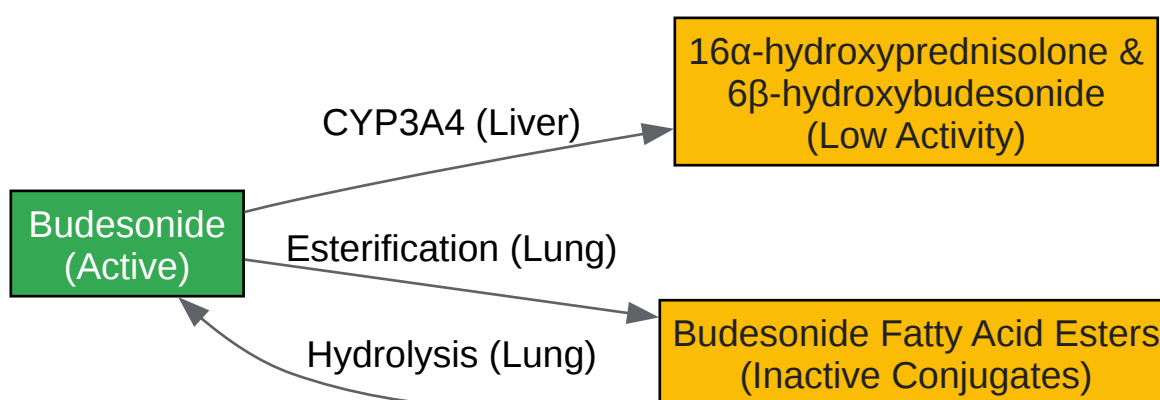 16α-hydroxyprednisolone &
6β-hydroxybudesonide
(Low Activity)
CYP3A4 (Liver)
Budesonide
(Active)
Esterification (Lung)
Budesonide Fatty Acid Esters
(Inactive Conjugates)
Hydrolysis (Lung)